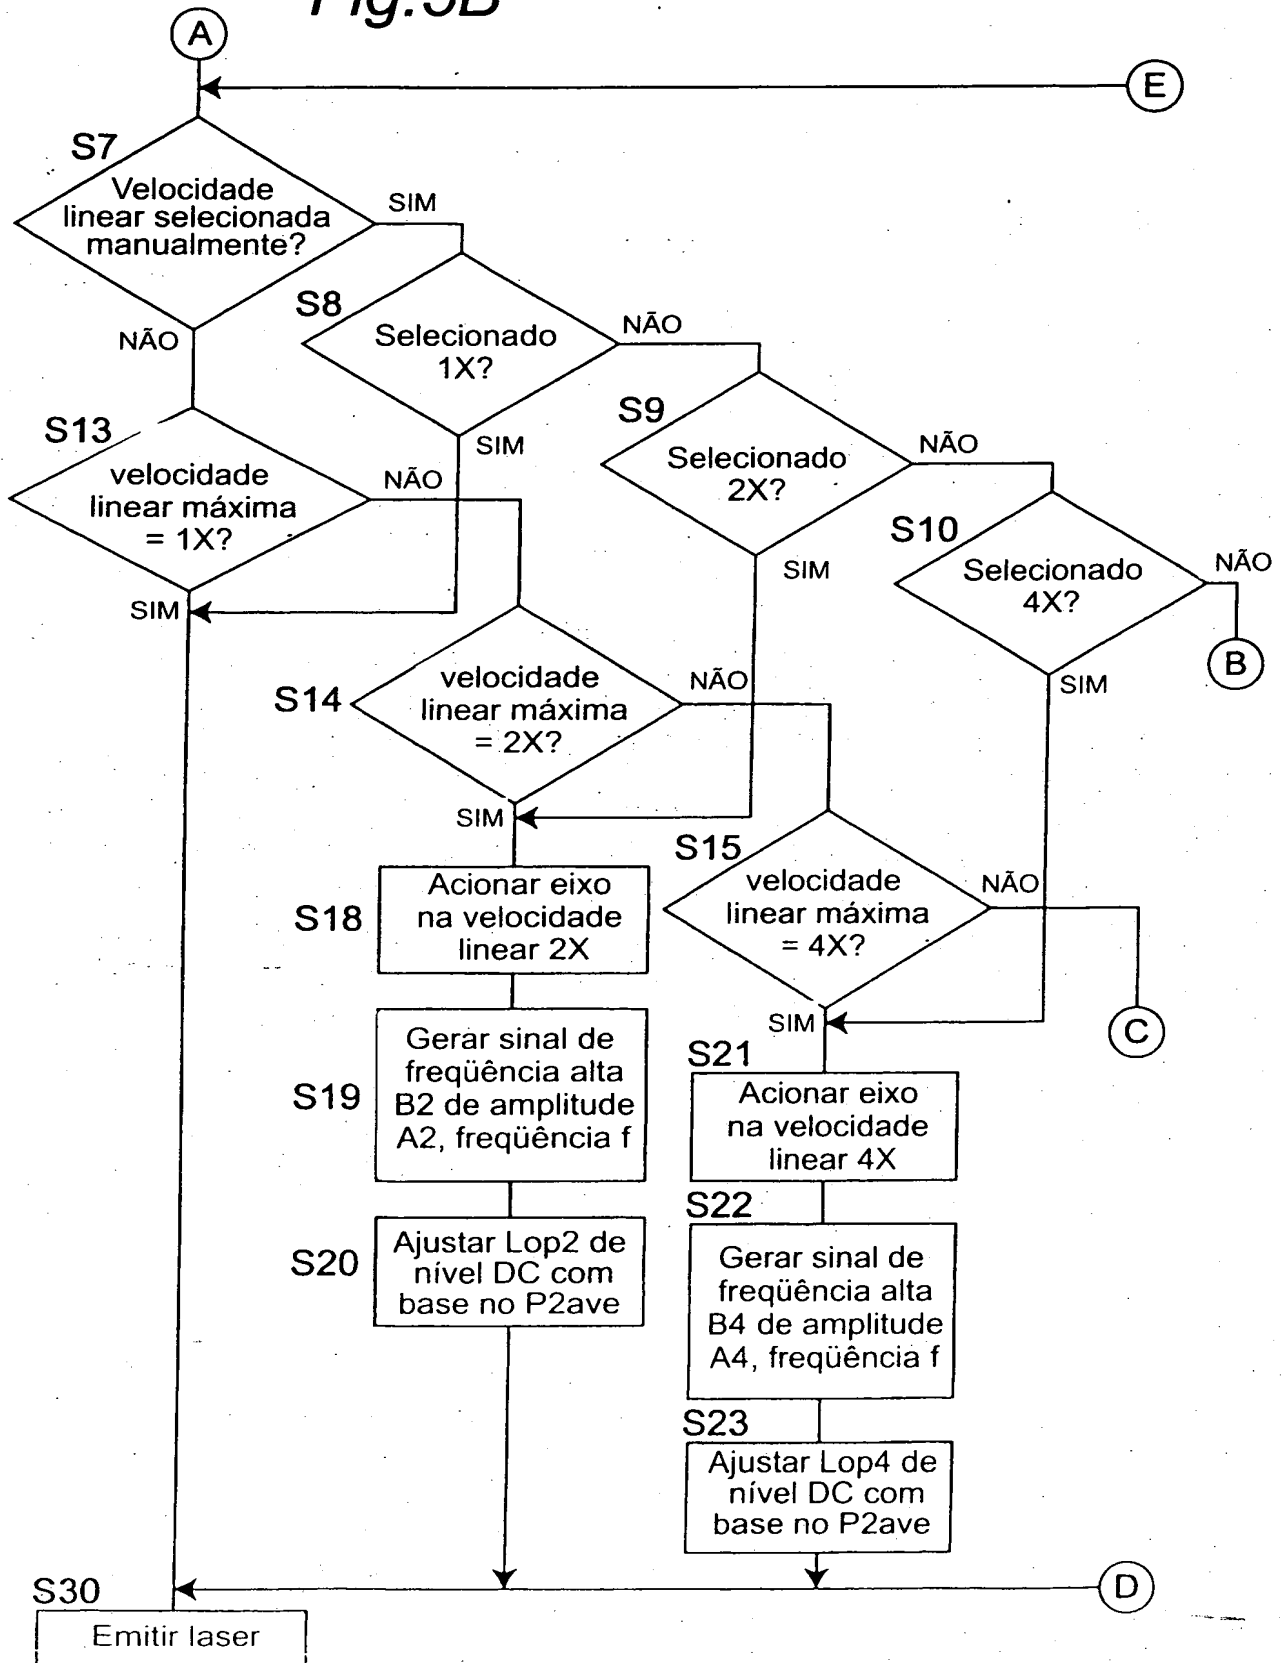 Fig.5B
A
E
S7
Velocidade
linear selecionada
manualmente?
SIM
NÃO
S8
Selecionado
1X?
NÃO
SIM
S9
Selecionado
2X?
NÃO
SIM
S10
Selecionado
4X?
NÃO
SIM
B
S13
velocidade
linear máxima
= 1X?
NÃO
SIM
S14
velocidade
linear máxima
= 2X?
NÃO
SIM
S15
velocidade
linear máxima
= 4X?
NÃO
SIM
C
S18
Acionar eixo
na velocidade
linear 2X
S19
Gerar sinal de
freqüência alta
B2 de amplitude
A2, freqüência f
S20
Ajustar Lop2 de
nível DC com
base no P2ave
S21
Acionar eixo
na velocidade
linear 4X
S22
Gerar sinal de
freqüência alta
B4 de amplitude
A4, freqüência f
S23
Ajustar Lop4 de
nível DC com
base no P2ave
D
S30
Emitir laser